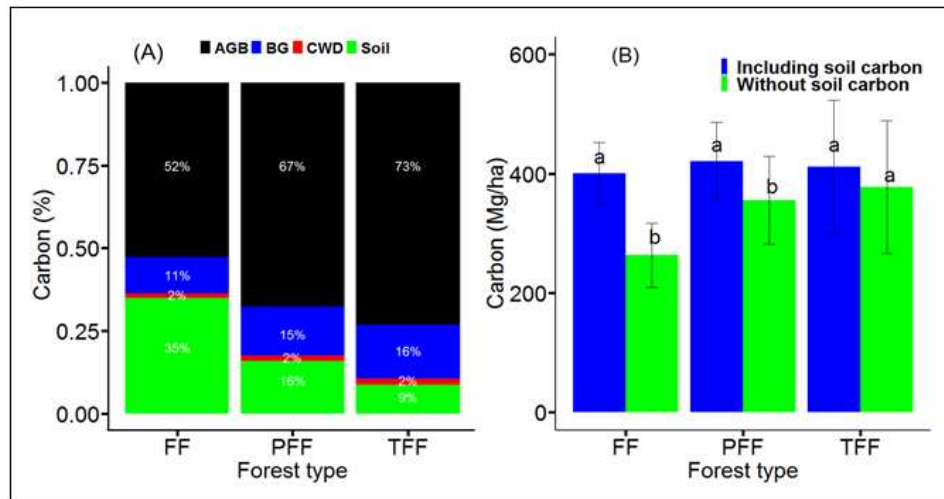 (A)
AGB BG CWD Soil
Carbon (%)
1.00
0.75
0.50
0.25
0.00
52%
11%
2%
35%
67%
15%
2%
16%
73%
16%
2%
9%
FF PFF TFF
Forest type
(B)
Including soil carbon
Without soil carbon
Carbon (Mg/ha)
600
400
200
0
a
b
a
b
a
a
FF PFF TFF
Forest type